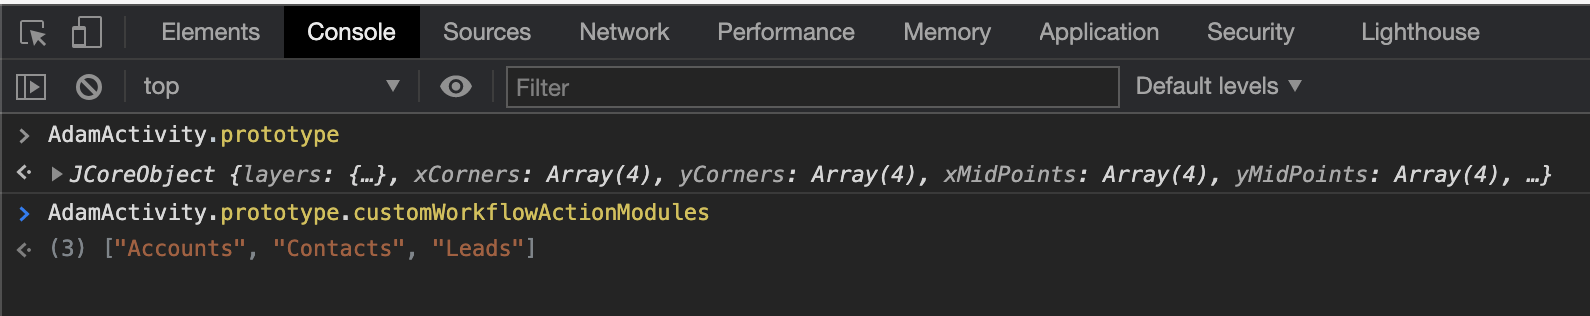 Elements Console Sources Network Performance Memory Application Security Lighthouse
top Filter Default levels
> AdamActivity.prototype
JCoreObject {layers: {…}, xCorners: Array(4), yCorners: Array(4), xMidPoints: Array(4), yMidPoints: Array(4), …}
> AdamActivity.prototype.customWorkflowActionModules
(3) ["Accounts", "Contacts", "Leads"]